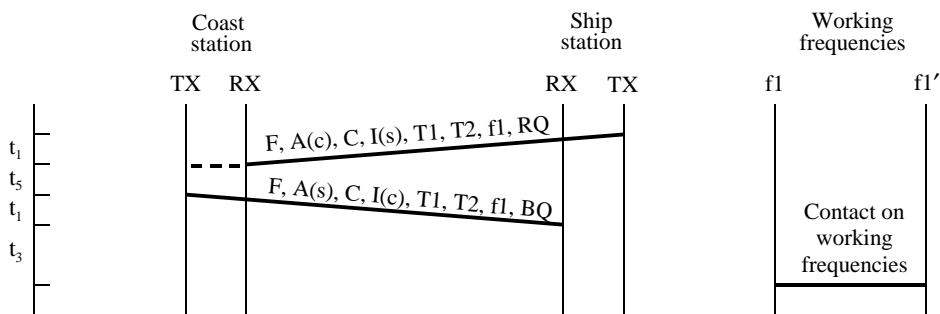 Coast
station
Ship
station
Working
frequencies
TX
RX
RX
TX
f1
f1′
F, A(c), C, I(s), T1, T2, f1, RQ
t1
t5
F, A(s), C, I(c), T1, T2, f1, BQ
t1
t3
Contact on
working
frequencies